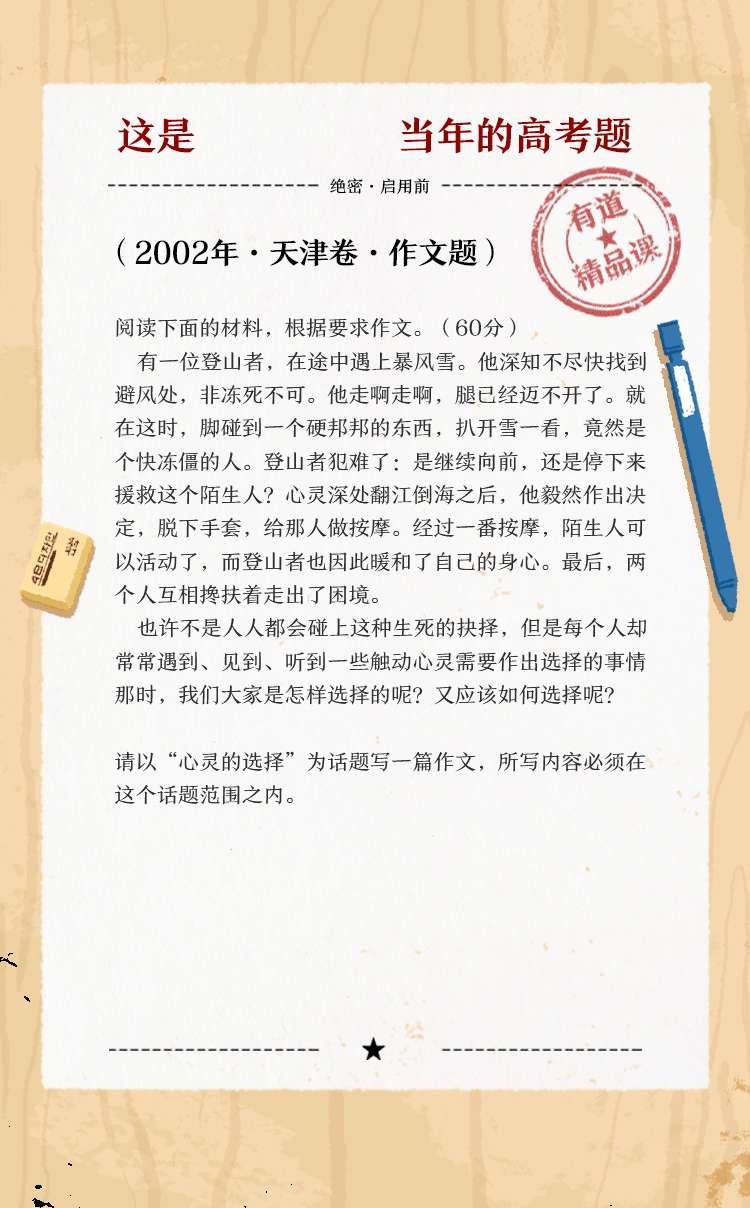 这是 当年的高考题
绝密·启用前
有道
精品课
（2002年·天津卷·作文题）
阅读下面的材料，根据要求作文。（60分）
有一位登山者，在途中遇上暴风雪。他深知不尽快找到
避风处，非冻死不可。他走啊走啊，腿已经迈不开了。就
在这时，脚碰到一个硬邦邦的东西，扒开雪一看，竟然是
个快冻僵的人。登山者犯难了：是继续向前，还是停下来
援救这个陌生人？心灵深处翻江倒海之后，他毅然作出决
定，脱下手套，给那人做按摩。经过一番按摩，陌生人可
以活动了，而登山者也因此暖和了自己的身心。最后，两
个人互相搀扶着走出了困境。
也许不是人人都会碰上这种生死的抉择，但是每个人却
常常遇到、见到、听到一些触动心灵需要作出选择的事情
那时，我们大家是怎样选择的呢？又应该如何选择呢？
请以“心灵的选择”为话题写一篇作文，所写内容必须在
这个话题范围之内。